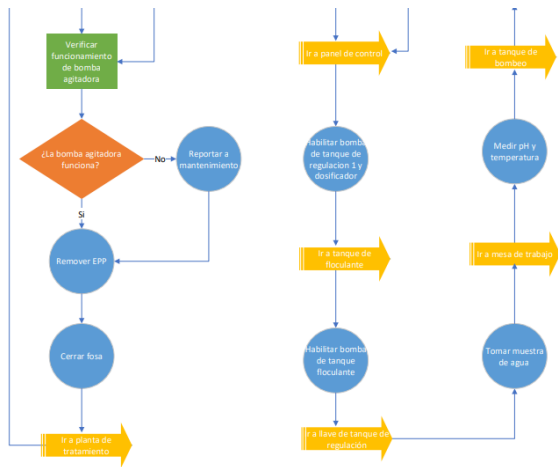 Verificar
funcionamiento
de bomba
agitadora
¿La bomba agitadora
funciona?
No
Reportar a
mantenimiento
Si
Remover EPP
Cerrar fosa
Ir a planta de
tratamiento
Ir a panel de control
Habilitar bomba
de tanque de
regulacion 1 y
dosificador
Ir a tanque de
floculante
Habilitar bomba
de tanque
floculante
Ir a llave de tanque de
regulación
Ir a tanque de
bombeo
Medir pH y
temperatura
Ir a mesa de trabajo
Tomar muestra
de agua